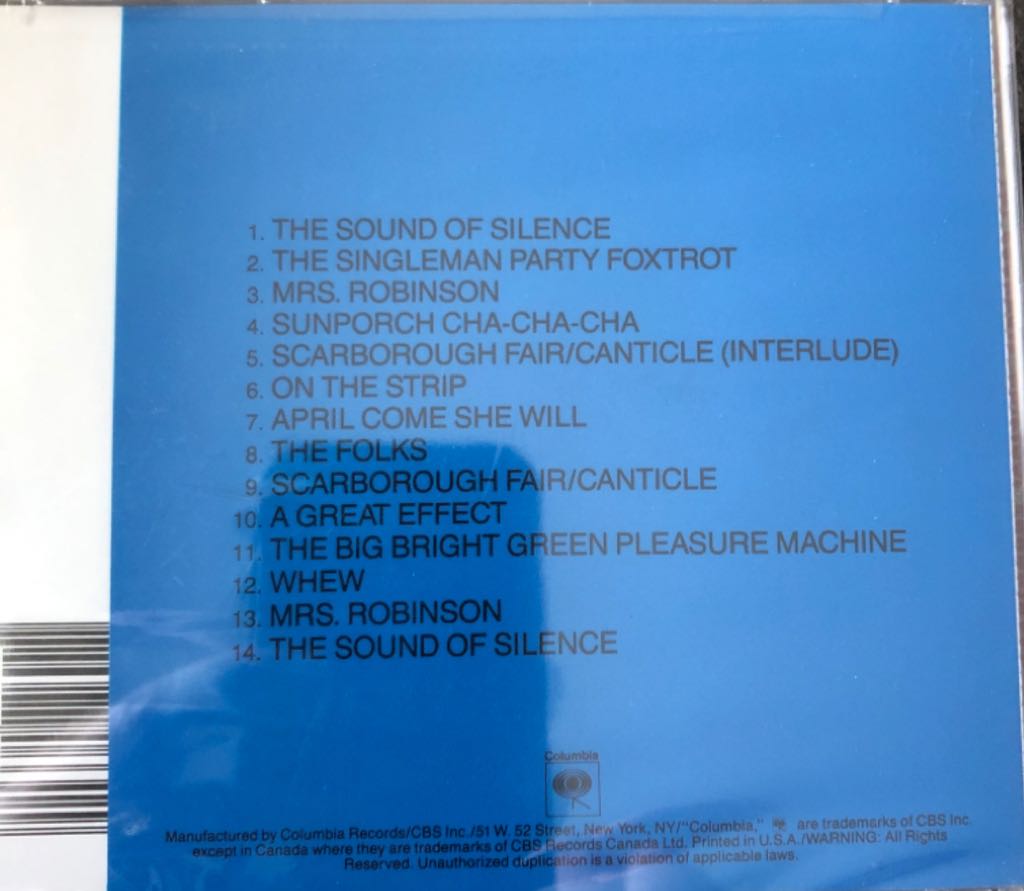 1. THE SOUND OF SILENCE
2. THE SINGLEMAN PARTY FOXTROT
3. MRS. ROBINSON
4. SUNPORCH CHA-CHA-CHA
5. SCARBOROUGH FAIR/CANTICLE (INTERLUDE)
6. ON THE STRIP
7. APRIL COME SHE WILL
8. THE FOLKS
9. SCARBOROUGH FAIR/CANTICLE
10. A GREAT EFFECT
11. THE BIG BRIGHT GREEN PLEASURE MACHINE
12. WHEW
13. MRS. ROBINSON
14. THE SOUND OF SILENCE
Columbia
Manufactured by Columbia Records/CBS Inc./51 W. 52 Street, New York, NY/"Columbia," are trademarks of CBS Inc.
except in Canada where they are trademarks of CBS Records Canada Ltd. Printed in U.S.A./WARNING: All Rights
Reserved. Unauthorized duplication is a violation of applicable laws.